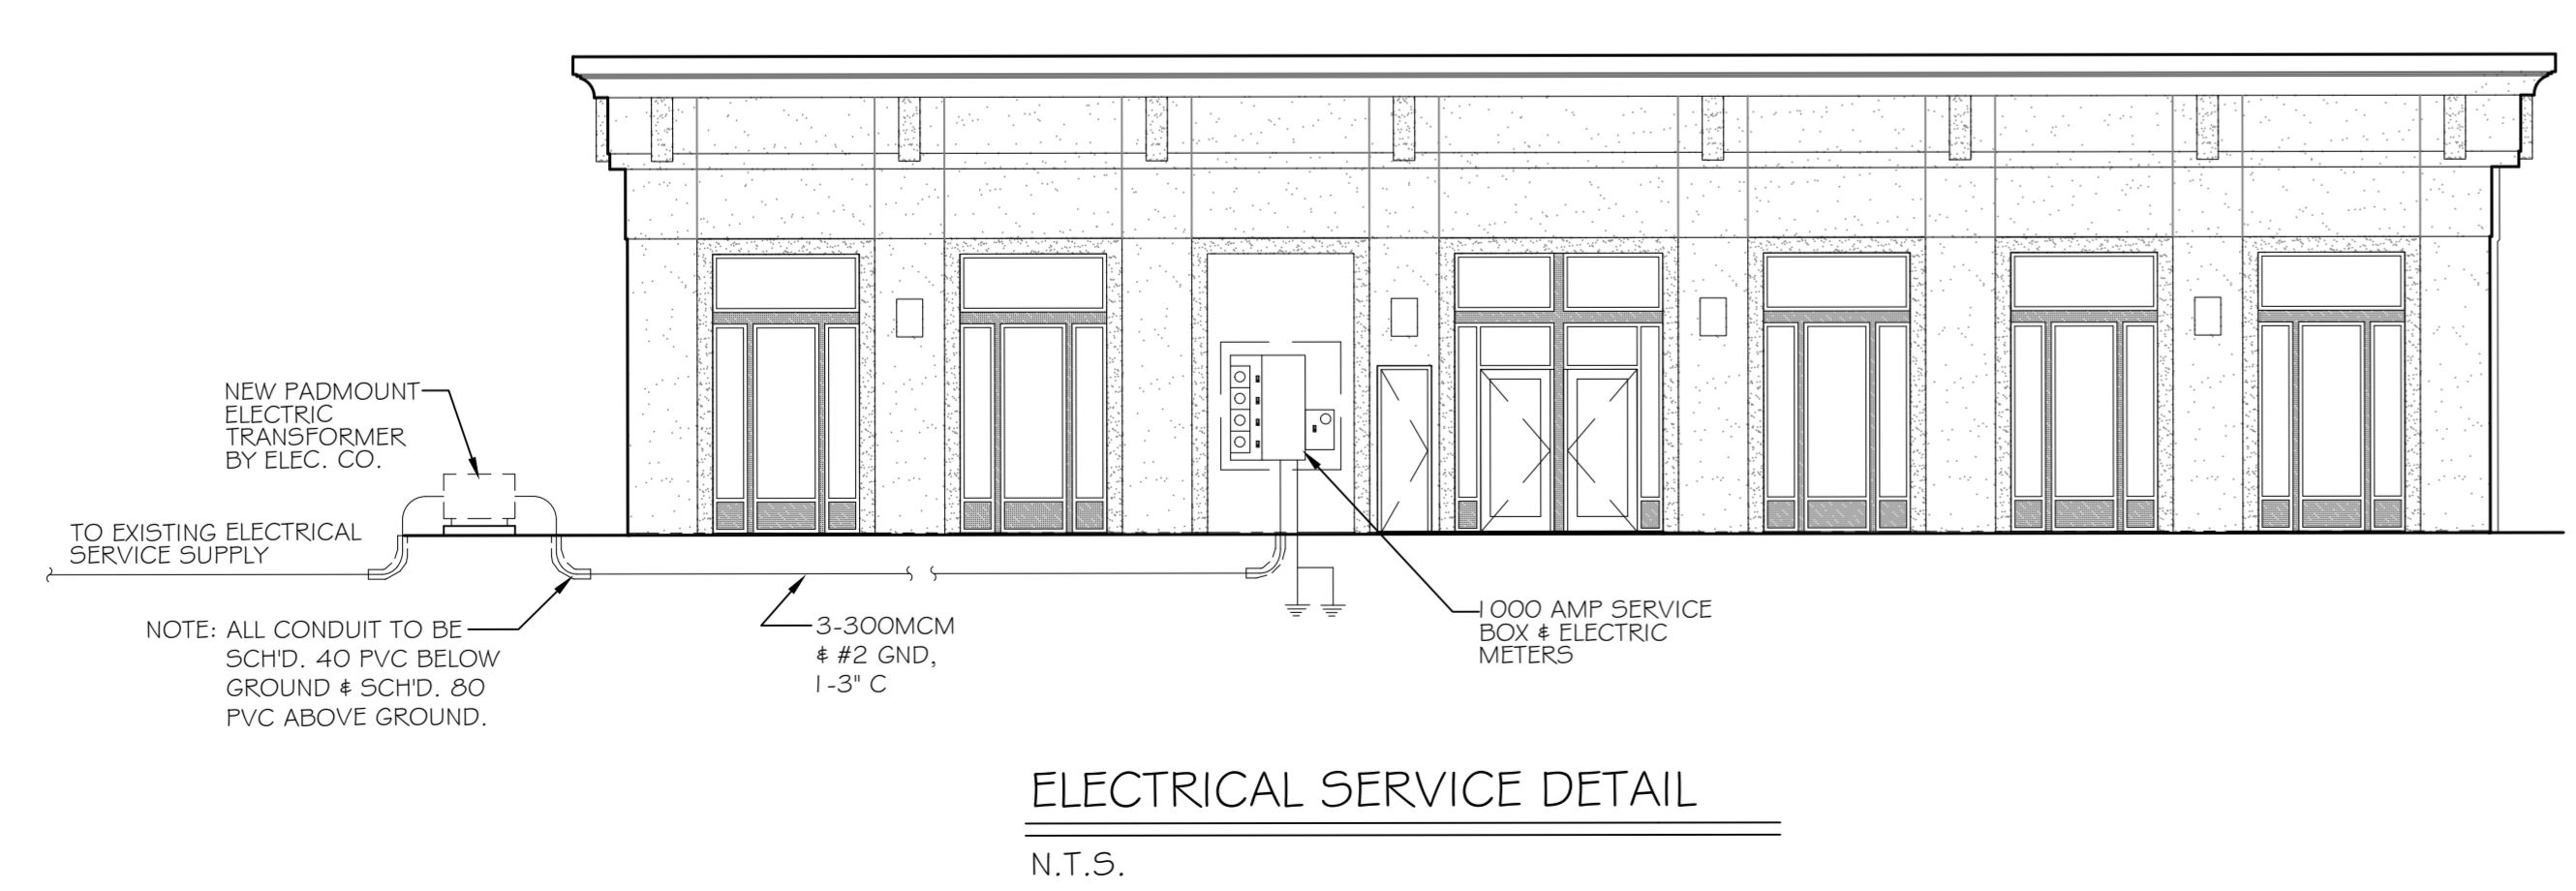 NEW PADMOUNT
ELECTRIC
TRANSFORMER
BY ELEC. CO.
TO EXISTING ELECTRICAL
SERVICE SUPPLY
NOTE: ALL CONDUIT TO BE
SCH'D. 40 PVC BELOW
GROUND & SCH'D. 80
PVC ABOVE GROUND.
3-300MCM
& #2 GND,
1-3" C
1000 AMP SERVICE
BOX & ELECTRIC
METERS
ELECTRICAL SERVICE DETAIL
N.T.S.